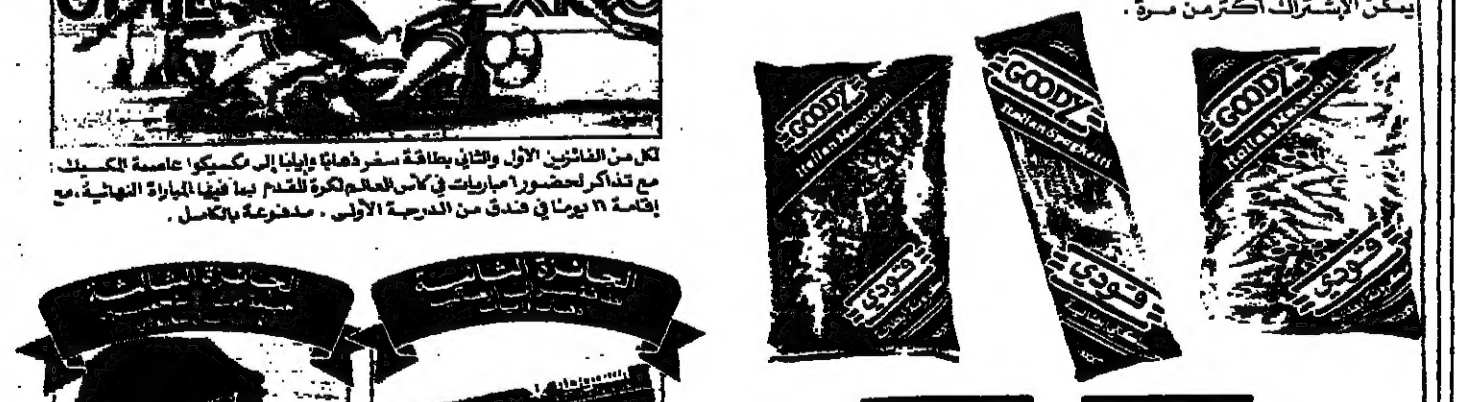 يمكن الإشتراك أكثر من مرة .
GOODY
Italian Macaroni
قودي
GOODY
Italian Spaghetti
قودي
GOODY
Italian Macaroni
قودي
لكل من الفائزين الأول والثاني بطاقة سفر ذهابًا وإيابًا إلى مكسيكو عاصمة المكسيك :
مع تذاكر لحضور ٦ مباريات في كأس العالم لكرة القدم بما فيها المباراة النهائية ، مع
إقامة ١٦ يومًا في فندق من الدرجة الأولى . مدفوعة بالكامل .
الجائزة الثانية
الجائزة الثالثة